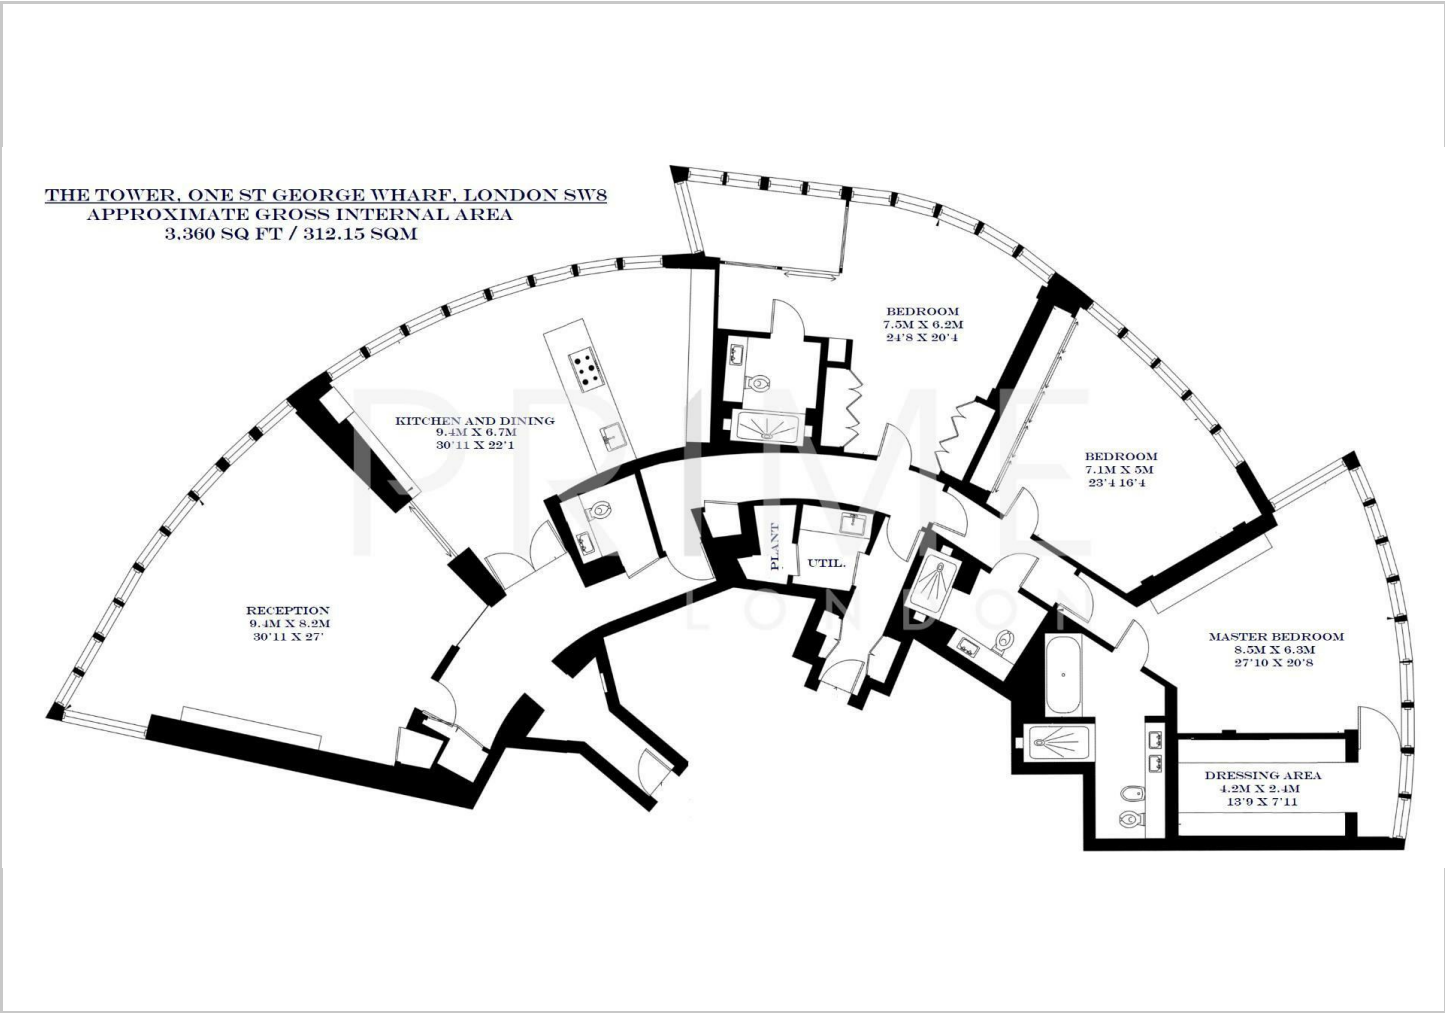 THE TOWER, ONE ST GEORGE WHARF, LONDON SW8
APPROXIMATE GROSS INTERNAL AREA
3,360 SQ FT / 312.15 SQM
BEDROOM
7.5M X 6.2M
24'8 X 20'4
KITCHEN AND DINING
9.4M X 6.7M
30'11 X 22'1
BEDROOM
7.1M X 5M
23'4 16'4
PRIME
LONDON
PLANT
UTIL.
RECEPTION
9.4M X 8.2M
30'11 X 27'
MASTER BEDROOM
8.5M X 6.3M
27'10 X 20'8
DRESSING AREA
4.2M X 2.4M
13'9 X 7'11